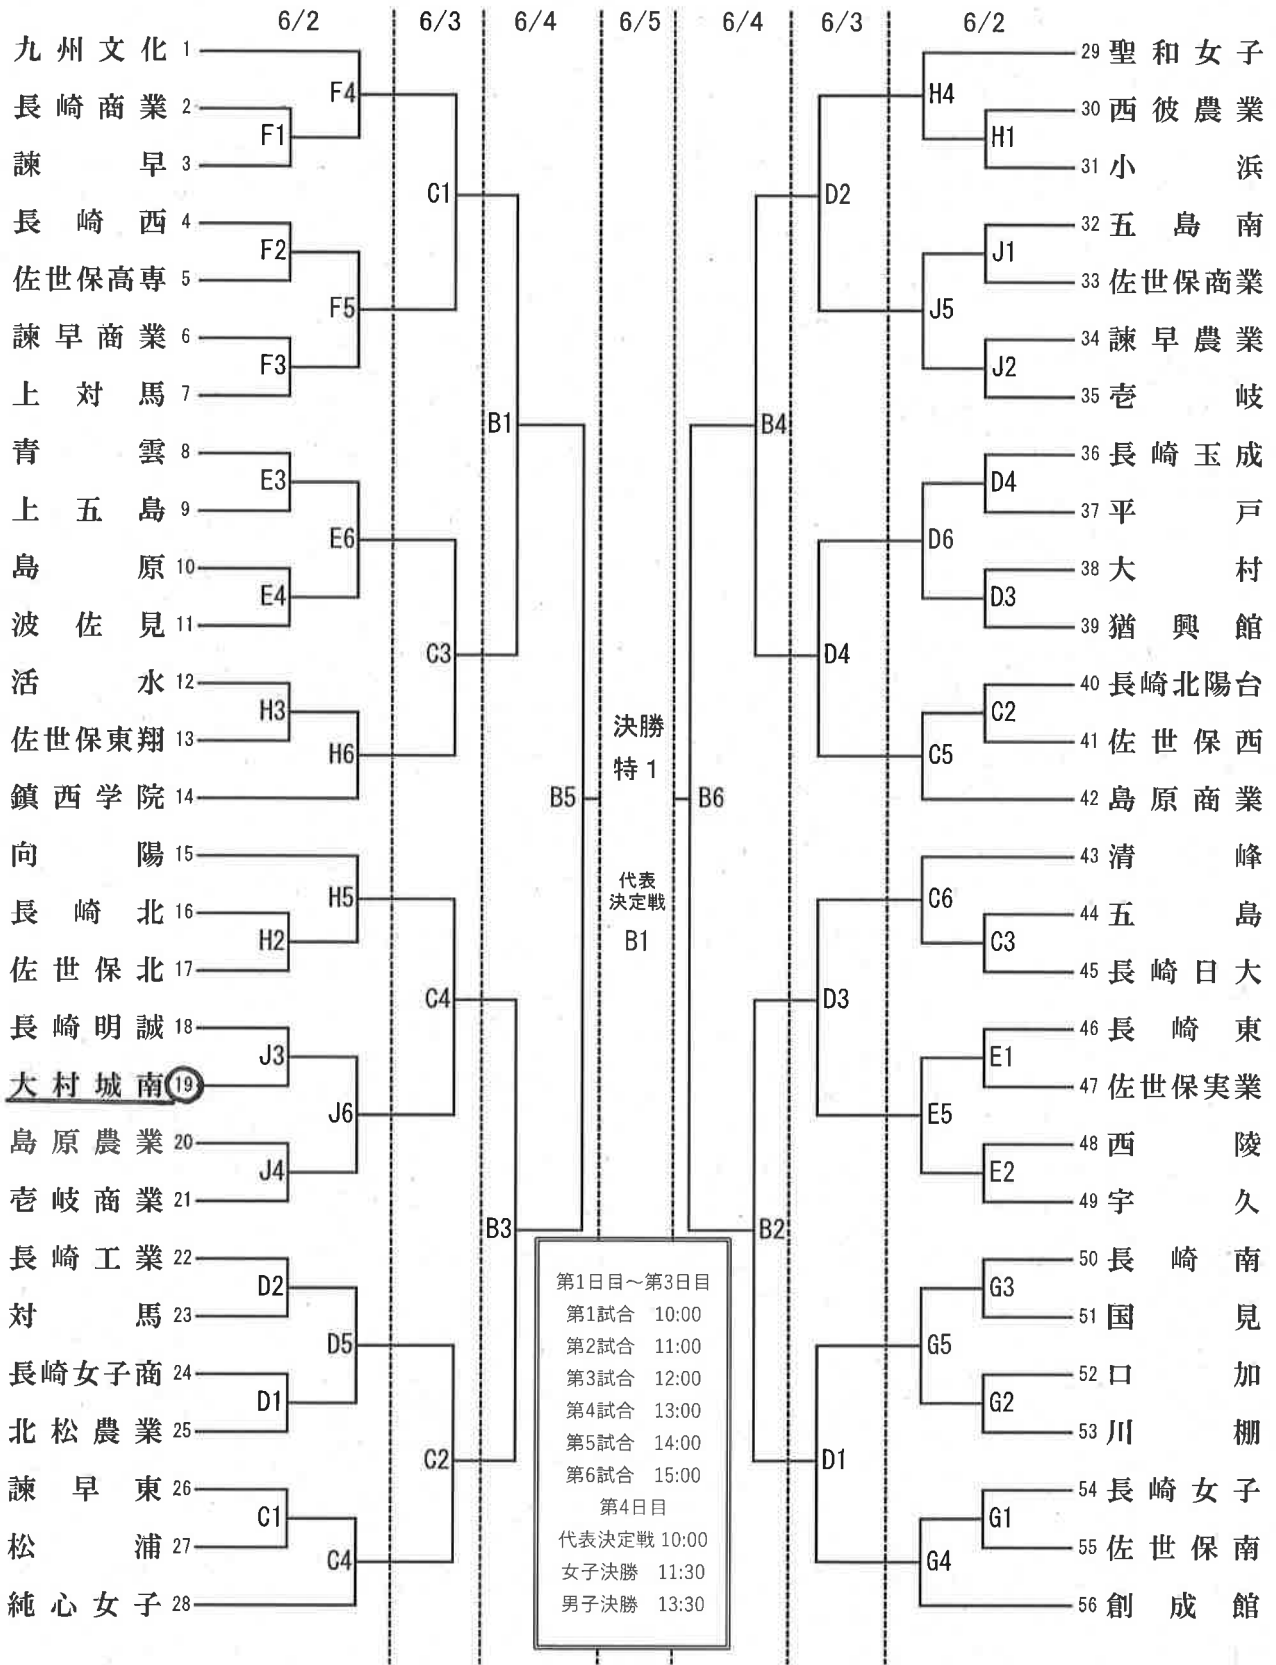 6/2 6/3 6/4 6/5 6/4 6/3 6/2
九州文化 1
長崎商業 2
諫早 3
長崎西 4
佐世保高専 5
諫早商業 6
上対馬 7
青雲 8
上五島 9
島原 10
波佐見 11
活水 12
佐世保東翔 13
鎮西学院 14
向陽 15
長崎北 16
佐世保北 17
長崎明誠 18
大村城南 19
島原農業 20
壱岐商業 21
長崎工業 22
対馬 23
長崎女子商 24
北松農業 25
諫早東 26
松浦 27
純心女子 28
F4
F1
F2
F5
F3
E3
E6
E4
H3
H6
H5
H2
J3
J6
J4
D2
D5
D1
C1
C4
C1
C3
C4
C2
B1
B3
B5
決勝
特1
代表
決定戦
B1
B6
B4
B2
D2
D4
D3
D1
H4
H1
J1
J5
J2
D4
D6
D3
C2
C5
C6
C3
E1
E5
E2
G3
G5
G2
G1
G4
29 聖和女子
30 西彼農業
31 小浜
32 五島南
33 佐世保商業
34 諫早農業
35 壱岐
36 長崎玉成
37 平戸
38 大村
39 猶興館
40 長崎北陽台
41 佐世保西
42 島原商業
43 清峰
44 五島
45 長崎日大
46 長崎東
47 佐世保実業
48 西陵
49 宇久
50 長崎南
51 国見
52 口加
53 川棚
54 長崎女子
55 佐世保南
56 創成館
第1日目～第3日目
第1試合 10:00
第2試合 11:00
第3試合 12:00
第4試合 13:00
第5試合 14:00
第6試合 15:00
第4日目
代表決定戦 10:00
女子決勝 11:30
男子決勝 13:30